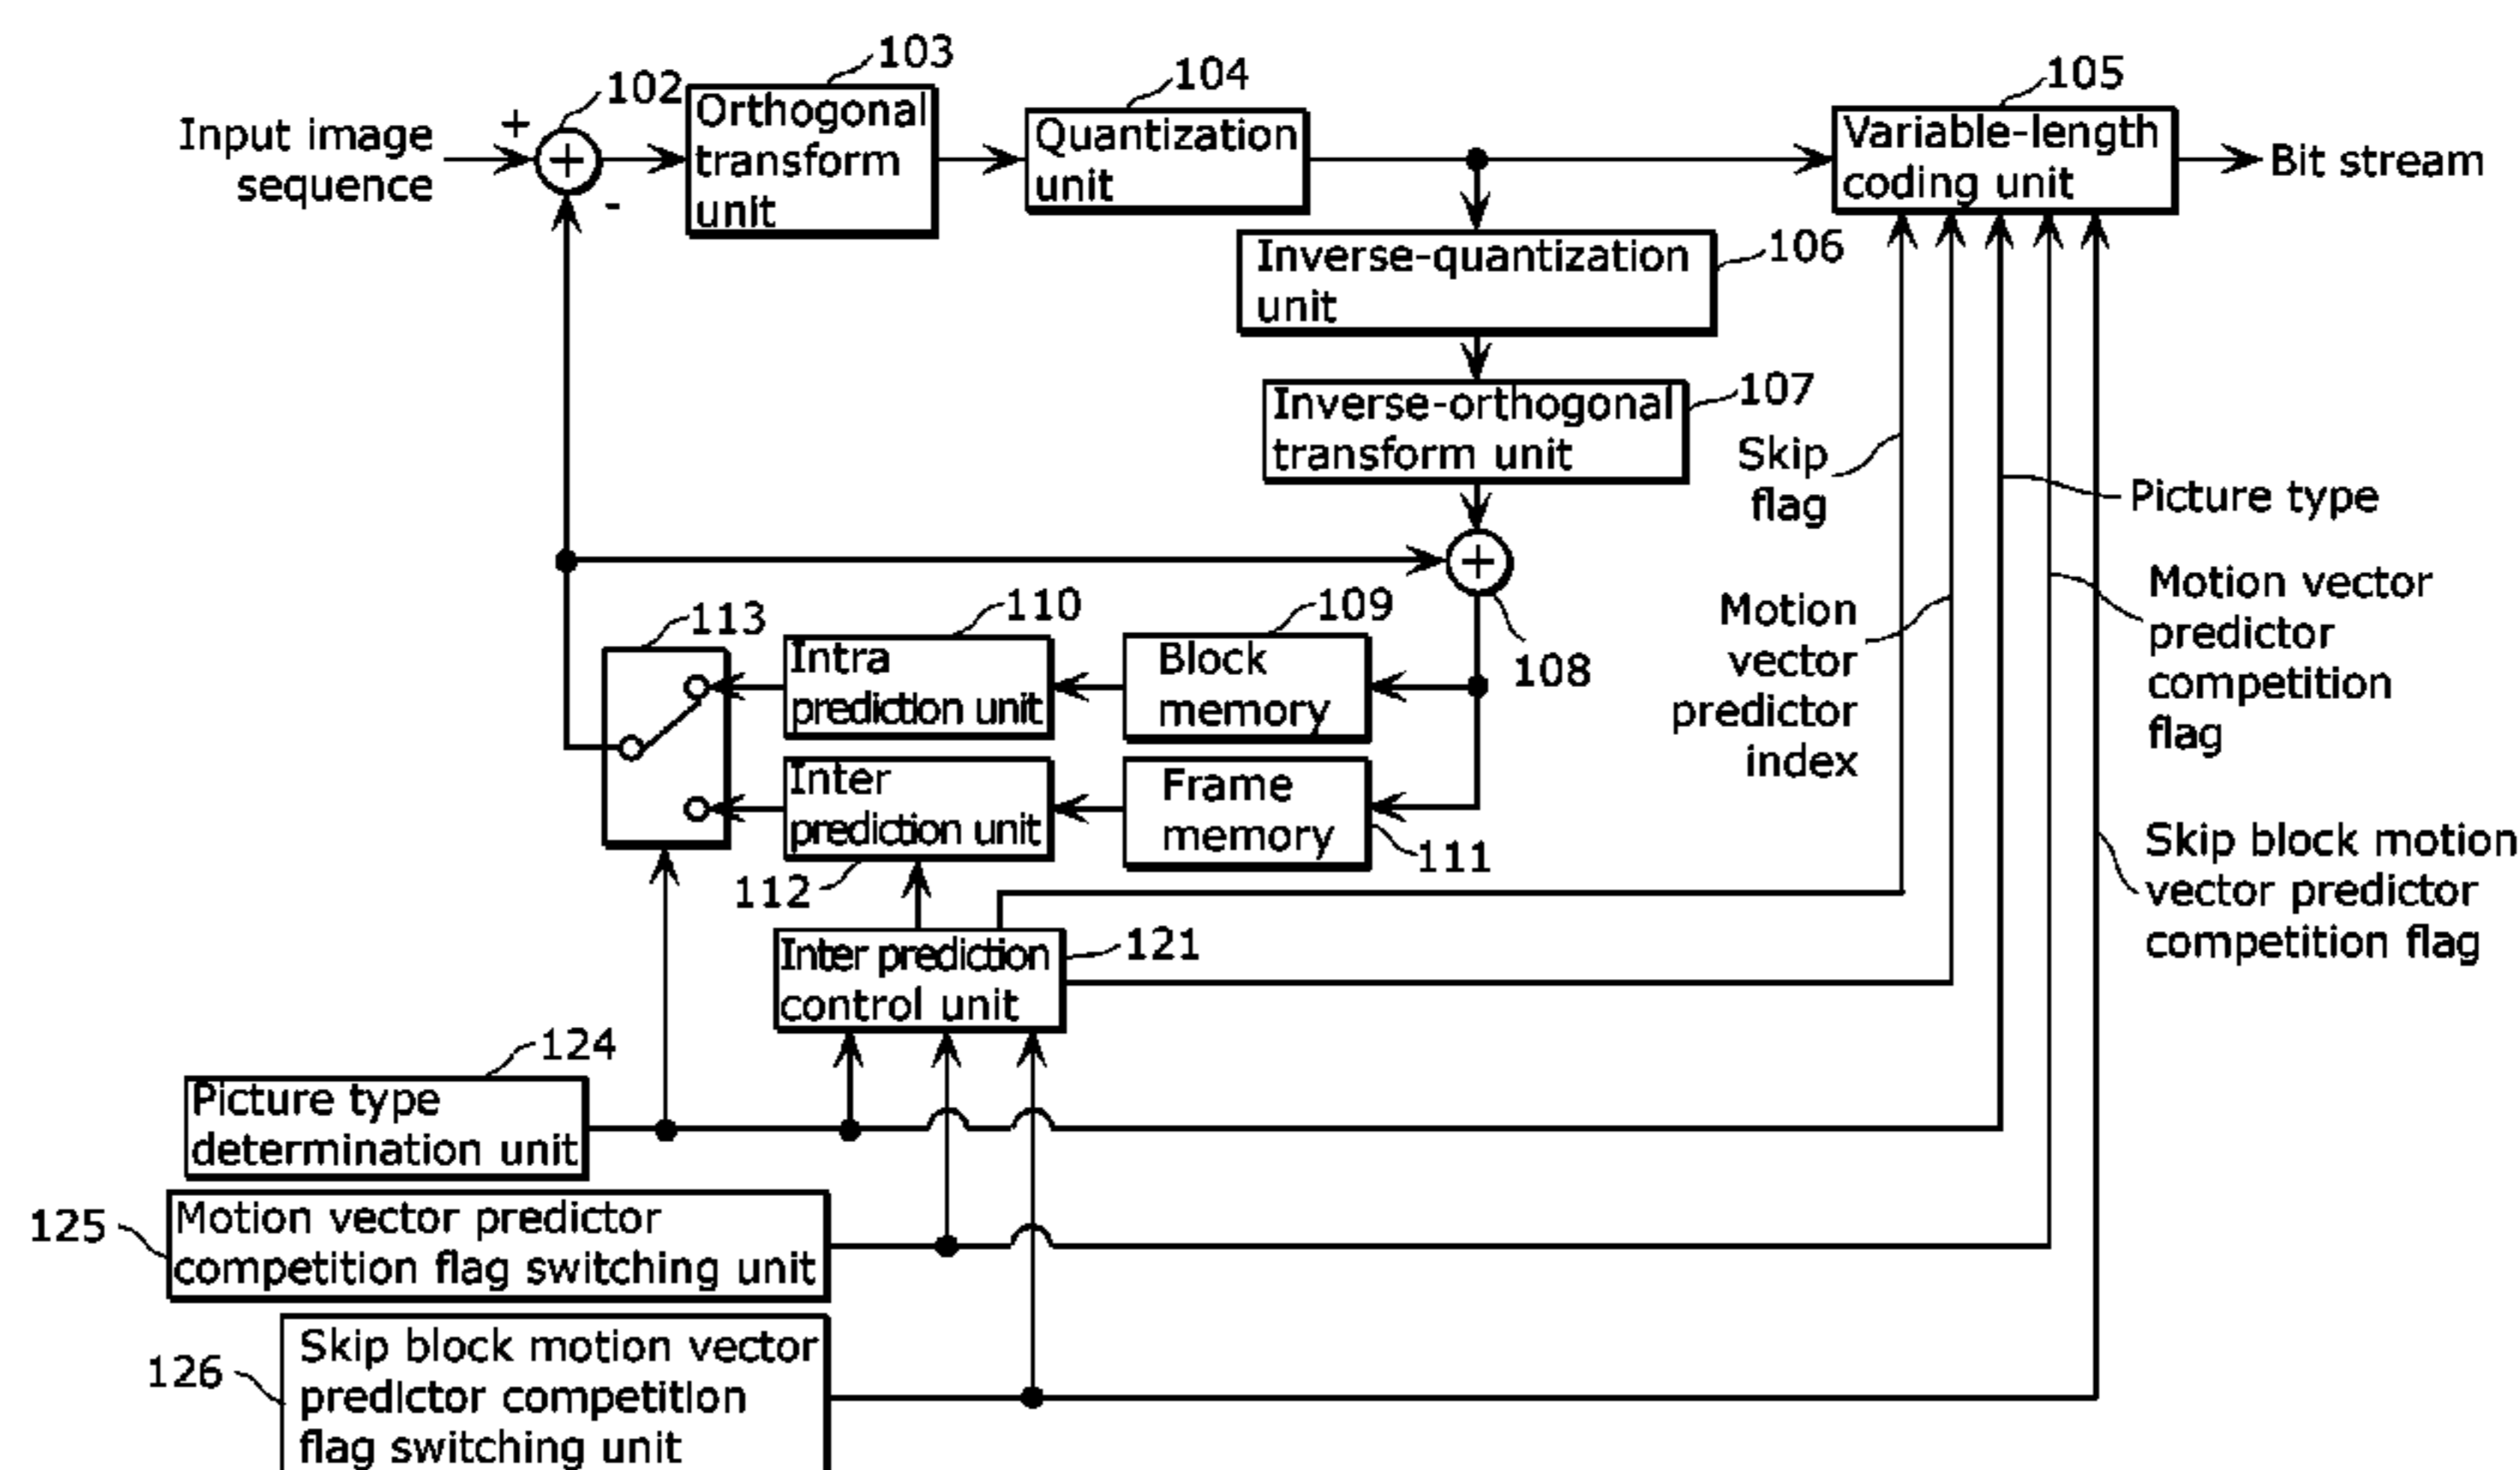 103
104
105
102
Input image
sequence
+
+
-
Orthogonal
transform
unit
Quantization
unit
Variable-length
coding unit
Bit stream
Inverse-quantization
unit
106
Inverse-orthogonal
transform unit
107
Skip
flag
Picture type
+
108
113
110
109
Intra
prediction unit
Block
memory
Motion
vector
predictor
index
Motion vector
predictor
competition
flag
Inter
prediction unit
Frame
memory
112
111
Skip block motion
vector predictor
competition flag
Inter prediction
control unit
121
124
Picture type
determination unit
125
Motion vector predictor
competition flag switching unit
126
Skip block motion vector
predictor competition
flag switching unit